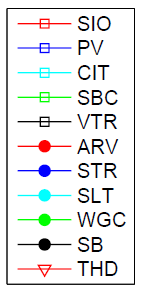 SIO
PV
CIT
SBC
VTR
ARV
STR
SLT
WGC
SB
THD